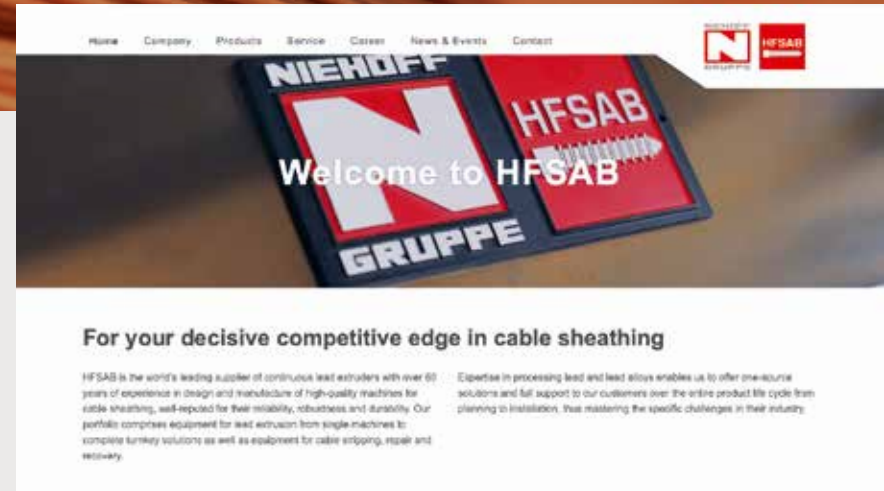 Home Company Products Service Career News & Events Contact
NIEHOFF
N
GRUPPE
HFSAB
NIEHOFF
N
GRUPPE
HFSAB
Welcome to HFSAB
For your decisive competitive edge in cable sheathing
HFSAB is the world's leading supplier of continuous lead extruders with over 60
years of experience in design and manufacture of high-quality machines for
cable sheathing, well-reputed for their reliability, robustness and durability. Our
portfolio comprises equipment for lead extrusion from single machines to
complete turnkey solutions as well as equipment for cable stripping, repair and
recovery.
Expertise in processing lead and lead alloys enables us to offer one-source
solutions and full support to our customers over the entire product life cycle from
planning to installation, thus mastering the specific challenges in their industry.